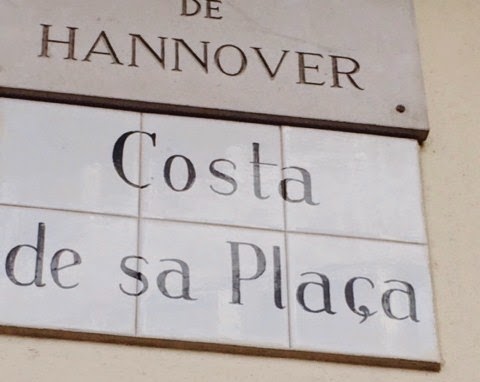 DE
HANNOVER
Costa
de sa Plaça